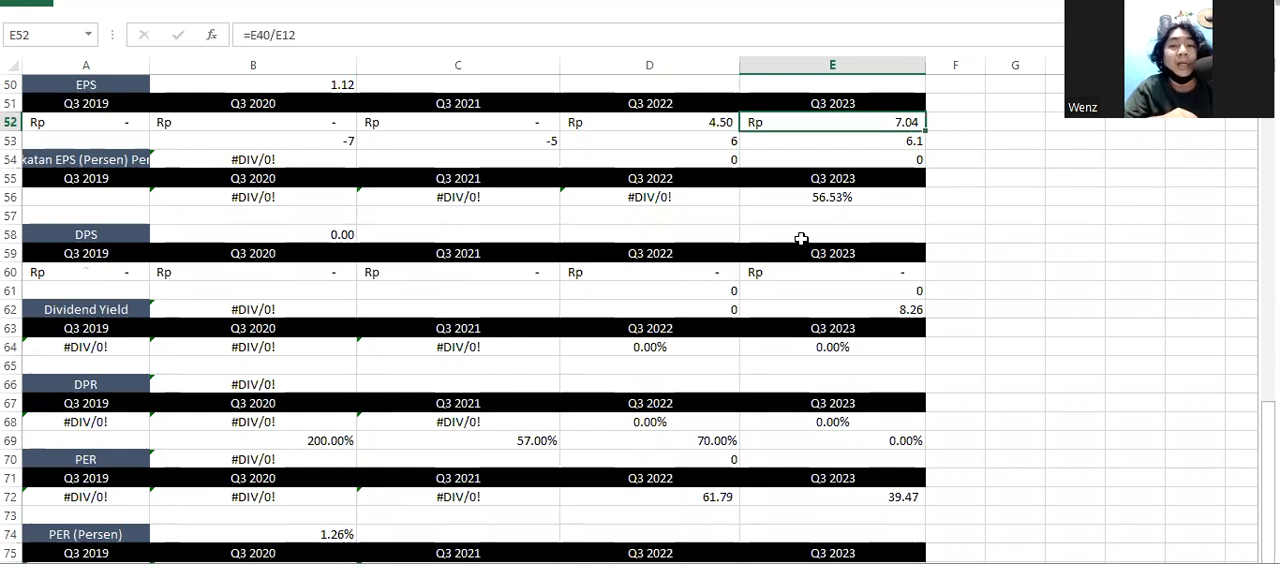 E52 =E40/E12
A B C D E F G
50 EPS 1.12
51 Q3 2019 Q3 2020 Q3 2021 Q3 2022 Q3 2023
52 Rp - Rp - Rp - Rp 4.50 Rp 7.04
53 -7 -5 6 6.1
54 katan EPS (Persen) Per #DIV/0! 0 0
55 Q3 2019 Q3 2020 Q3 2021 Q3 2022 Q3 2023
56 #DIV/0! #DIV/0! #DIV/0! 56.53%
57
58 DPS 0.00
59 Q3 2019 Q3 2020 Q3 2021 Q3 2022 Q3 2023
60 Rp - Rp - Rp - Rp - Rp -
61 0 0
62 Dividend Yield #DIV/0! 0 8.26
63 Q3 2019 Q3 2020 Q3 2021 Q3 2022 Q3 2023
64 #DIV/0! #DIV/0! #DIV/0! 0.00% 0.00%
65
66 DPR #DIV/0!
67 Q3 2019 Q3 2020 Q3 2021 Q3 2022 Q3 2023
68 #DIV/0! #DIV/0! #DIV/0! 0.00% 0.00%
69 200.00% 57.00% 70.00% 0.00%
70 PER #DIV/0! 0
71 Q3 2019 Q3 2020 Q3 2021 Q3 2022 Q3 2023
72 #DIV/0! #DIV/0! #DIV/0! 61.79 39.47
73
74 PER (Persen) 1.26%
75 Q3 2019 Q3 2020 Q3 2021 Q3 2022 Q3 2023
Wenz